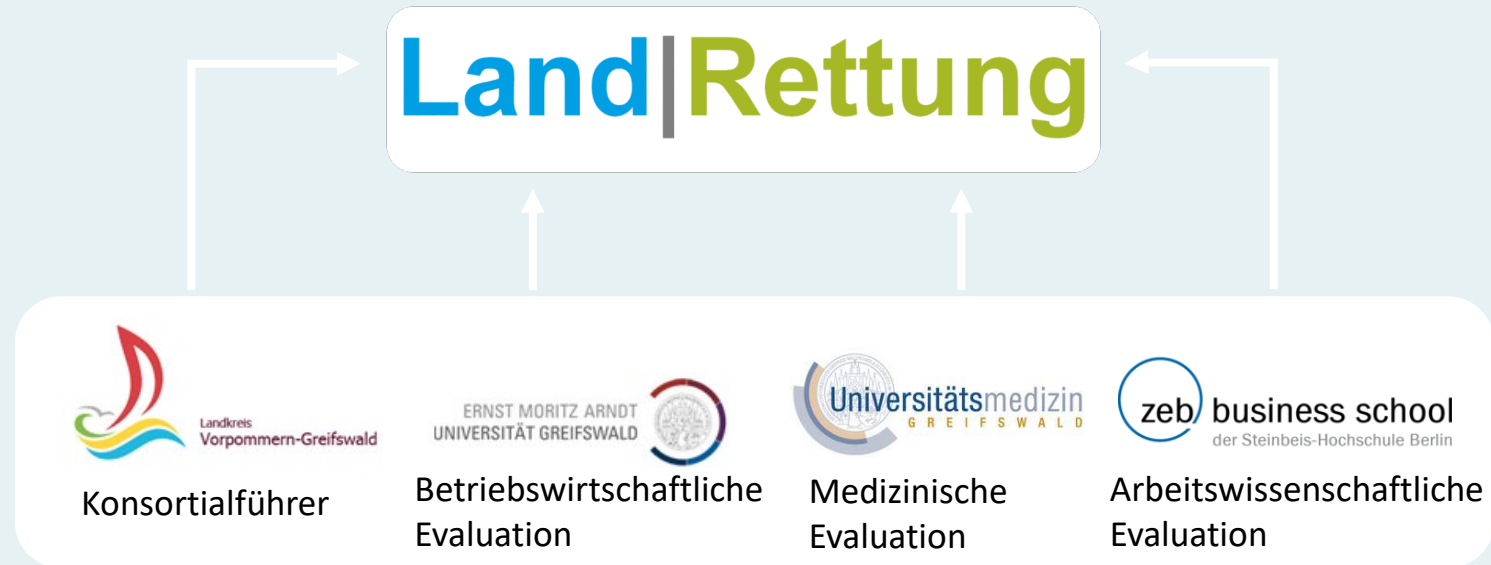 Land|Rettung
Landkreis
Vorpommern-Greifswald
Konsortialführer
ERNST MORITZ ARNDT
UNIVERSITÄT GREIFSWALD
Betriebswirtschaftliche
Evaluation
Universitätsmedizin
GREIFSWALD
Medizinische
Evaluation
zeb business school
der Steinbeis-Hochschule Berlin
Arbeitswissenschaftliche
Evaluation